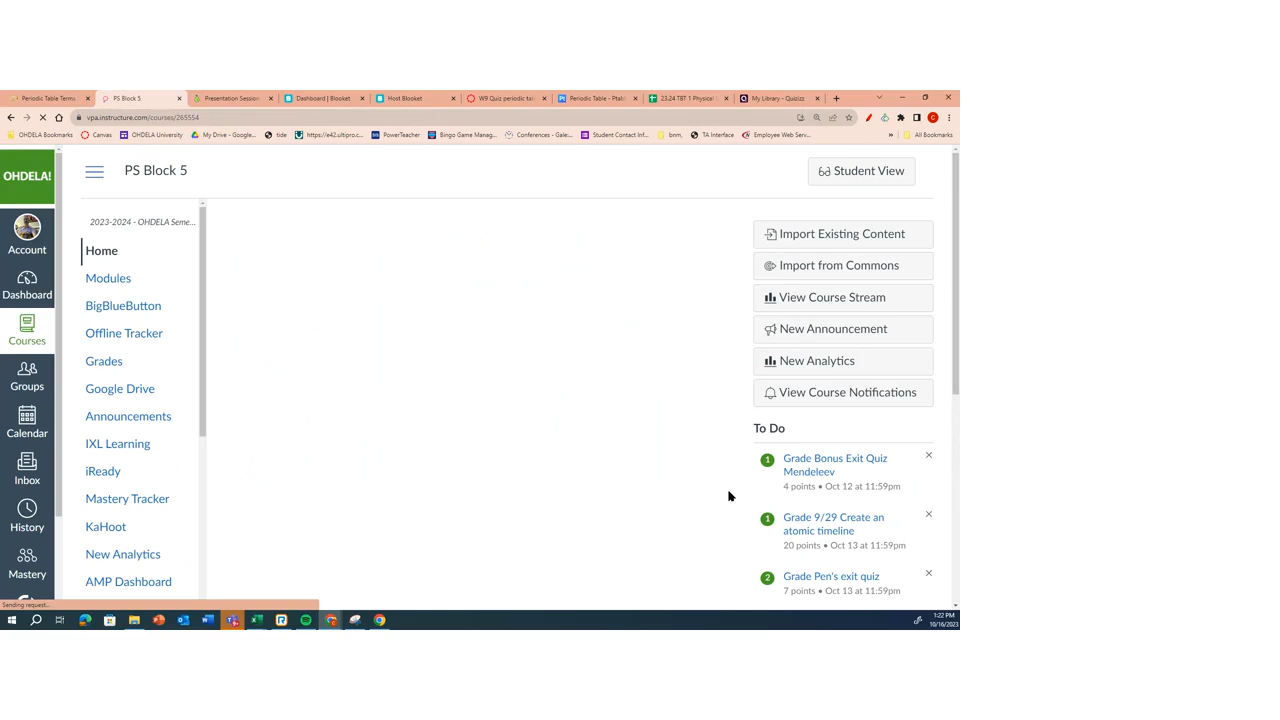 Periodic Table Terms
PS Block 5
Presentation Session
Dashboard | Blooket
Host Blooket
W9 Quiz periodic ta
Periodic Table - Ptab
23.24 TBT 1 Physical
My Library - Quizizz
vpa.instructure.com/courses/265554
OHDELA Bookmarks
Canvas
OHDELA University
My Drive - Google...
tide
https://e42.ultipro.c...
PowerTeacher
Bingo Game Manag...
Conferences - Gale...
Student Contact Inf...
bnm,
TA Interface
Employee Web Serv...
»
All Bookmarks
OHDELA!
PS Block 5
Student View
2023-2024 - OHDELA Seme...
Account
Dashboard
Courses
Groups
Calendar
Inbox
History
Mastery
Home
Modules
BigBlueButton
Offline Tracker
Grades
Google Drive
Announcements
IXL Learning
iReady
Mastery Tracker
KaHoot
New Analytics
AMP Dashboard
Import Existing Content
Import from Commons
View Course Stream
New Announcement
New Analytics
View Course Notifications
To Do
1
Grade Bonus Exit Quiz
Mendeleev
4 points • Oct 12 at 11:59pm
1
Grade 9/29 Create an
atomic timeline
20 points • Oct 13 at 11:59pm
2
Grade Pen's exit quiz
7 points • Oct 13 at 11:59pm
Sending request...
1:22 PM
10/16/2023